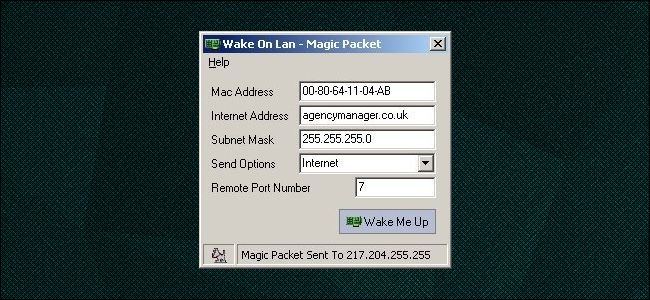 Wake On Lan - Magic Packet
Help
Mac Address 00-80-64-11-04-AB
Internet Address agencymanager.co.uk
Subnet Mask 255.255.255.0
Send Options Internet
Remote Port Number 7
Wake Me Up
Magic Packet Sent To 217.204.255.255